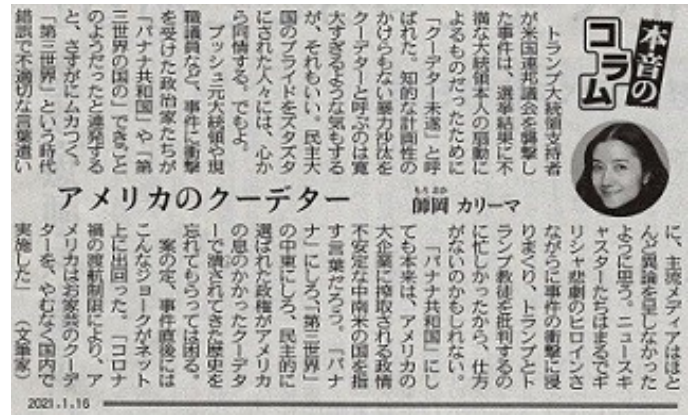 本音の
コラム
アメリカのクーデター
もろおか
師岡 カリーマ
トランプ大統領支持者
が米国連邦議会を襲撃し
た事件は、選挙結果に不
満な大統領本人の扇動に
よるものだったために
「クーデター未遂」と呼
ばれた。知的な計画性の
かけらもない暴力沙汰を
クーデターと呼ぶのは寛
大すぎるような気もする
が、それもいい。民主大
国のプライドをズタズタ
にされた人々には、心か
ら同情する。でもよ。
ブッシュ元大統領や現
職議員など、事件に衝撃
を受けた政治家たちが
「バナナ共和国」や「第
三世界の国の」できごと
のようだったと連発する
と、さすがにムカつく。
「第三世界」という時代
錯誤で不適切な言葉遣い
に、主流メディアはほと
んど異論を呈しなかった
ように思う。ニュースキ
ャスターたちはまるでギ
リシャ悲劇のヒロインさ
ながらに事件の衝撃に浸
りまくり、トランプとト
ランプ教徒を批判するの
に忙しかったから、仕方
がないのかもしれない。
「バナナ共和国」にし
ても本来は、アメリカの
大企業に搾取される政情
不安定な中南米の国を指
す言葉だろう。「バナ
ナ」にしろ、「第三世界」
の中東にしろ、民主的に
選ばれた政権がアメリカ
の息のかかったクーデタ
ーで潰されてきた歴史を
忘れてもらっては困る。
案の定、事件直後には
こんなジョークがネット
上に出回った。「コロナ
禍の渡航制限により、ア
メリカはお家芸のクーデ
ターを、やむなく国内で
実施した」 （文筆家）
2021.1.16